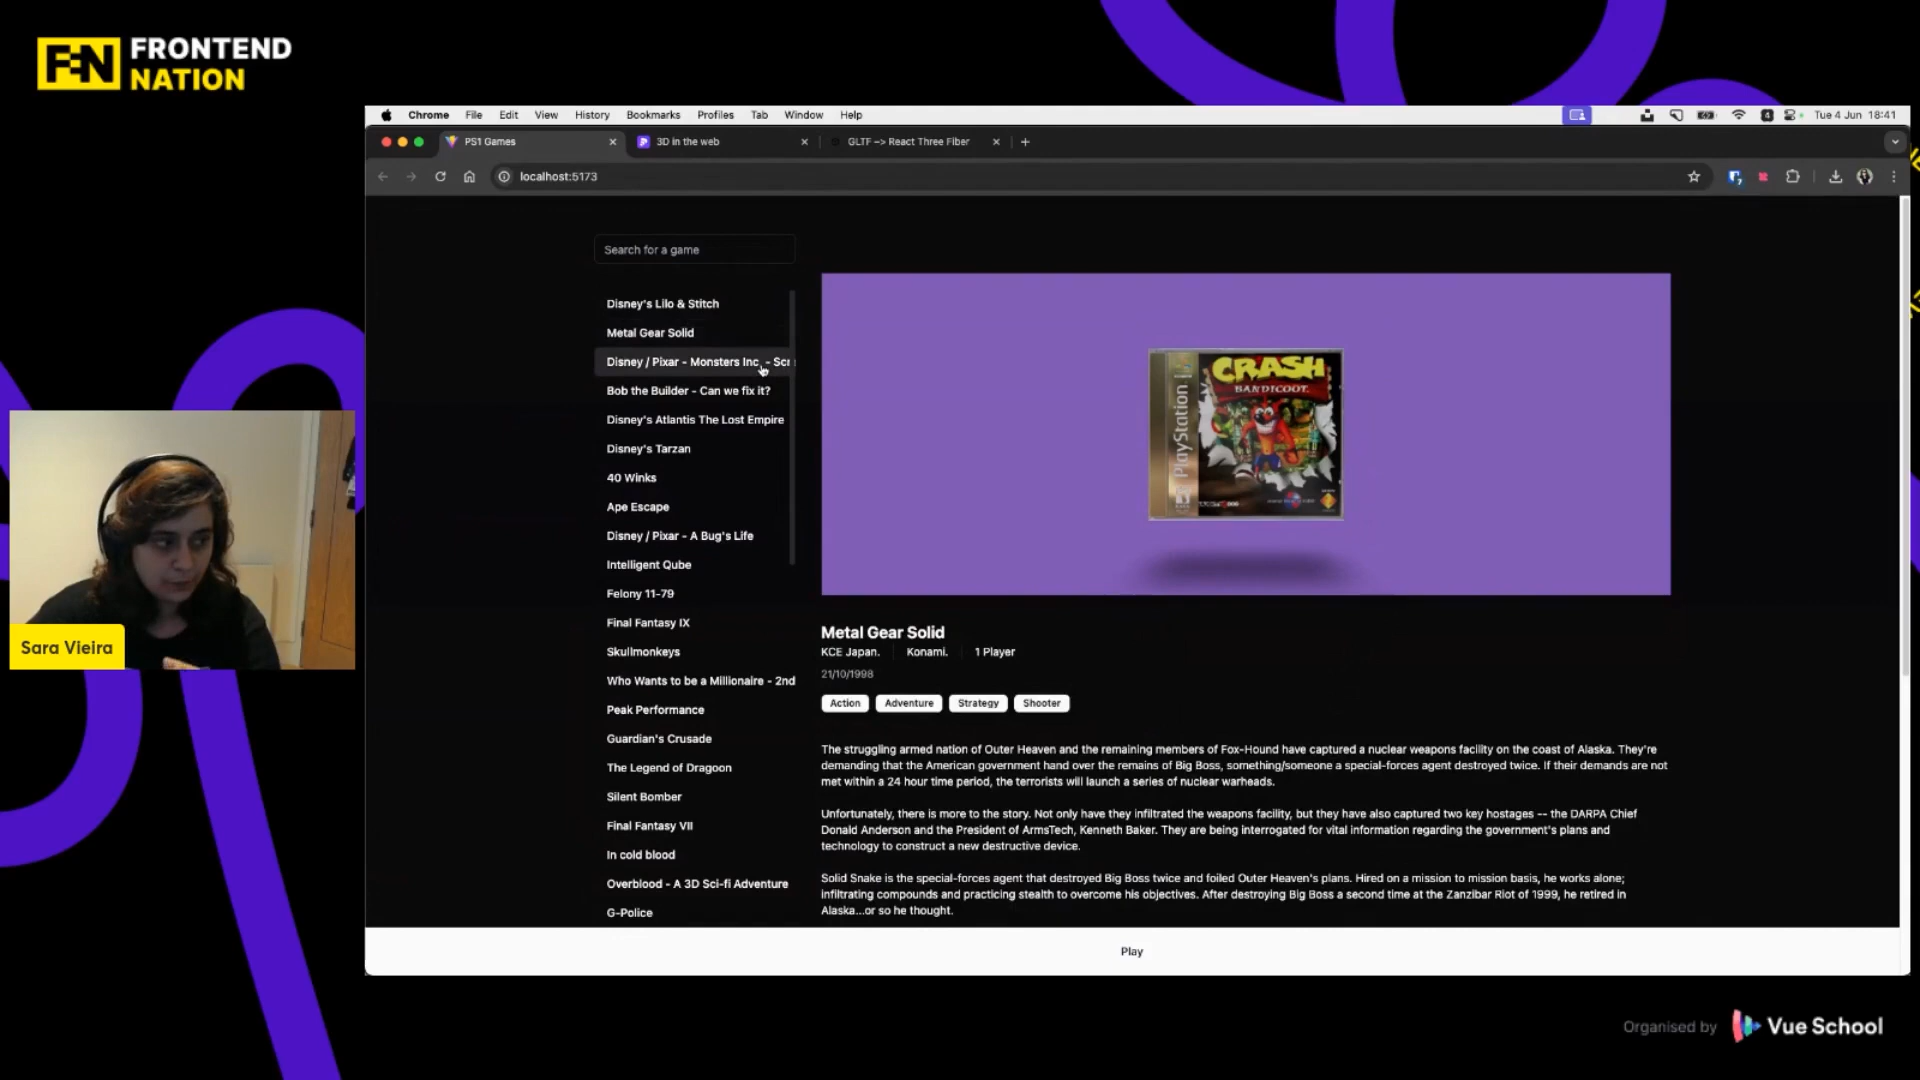 FEN FRONTEND
NATION
Chrome File Edit View History Bookmarks Profiles Tab Window Help Tue 4 Jun 18:41
PS1 Games 3D in the web GLTF -> React Three Fiber
localhost:5173
Search for a game
Disney's Lilo & Stitch
Metal Gear Solid
Disney / Pixar - Monsters Inc. - Scr
Bob the Builder - Can we fix it?
Disney's Atlantis The Lost Empire
Disney's Tarzan
40 Winks
Ape Escape
Disney / Pixar - A Bug's Life
Intelligent Qube
Felony 11-79
Final Fantasy IX
Skullmonkeys
Who Wants to be a Millionaire - 2nd
Peak Performance
Guardian's Crusade
The Legend of Dragoon
Silent Bomber
Final Fantasy VII
In cold blood
Overblood - A 3D Sci-fi Adventure
G-Police
CRASH
BANDICOOT
PlayStation
Metal Gear Solid
KCE Japan. Konami. 1 Player
21/10/1998
Action Adventure Strategy Shooter
The struggling armed nation of Outer Heaven and the remaining members of Fox-Hound have captured a nuclear weapons facility on the coast of Alaska. They're
demanding that the American government hand over the remains of Big Boss, something/someone a special-forces agent destroyed twice. If their demands are not
met within a 24 hour time period, the terrorists will launch a series of nuclear warheads.
Unfortunately, there is more to the story. Not only have they infiltrated the weapons facility, but they have also captured two key hostages -- the DARPA Chief
Donald Anderson and the President of ArmsTech, Kenneth Baker. They are being interrogated for vital information regarding the government's plans and
technology to construct a new destructive device.
Solid Snake is the special-forces agent that destroyed Big Boss twice and foiled Outer Heaven's plans. Hired on a mission to mission basis, he works alone;
infiltrating compounds and practicing stealth to overcome his objectives. After destroying Big Boss a second time at the Zanzibar Riot of 1999, he retired in
Alaska...or so he thought.
Play
Sara Vieira
Organised by Vue School